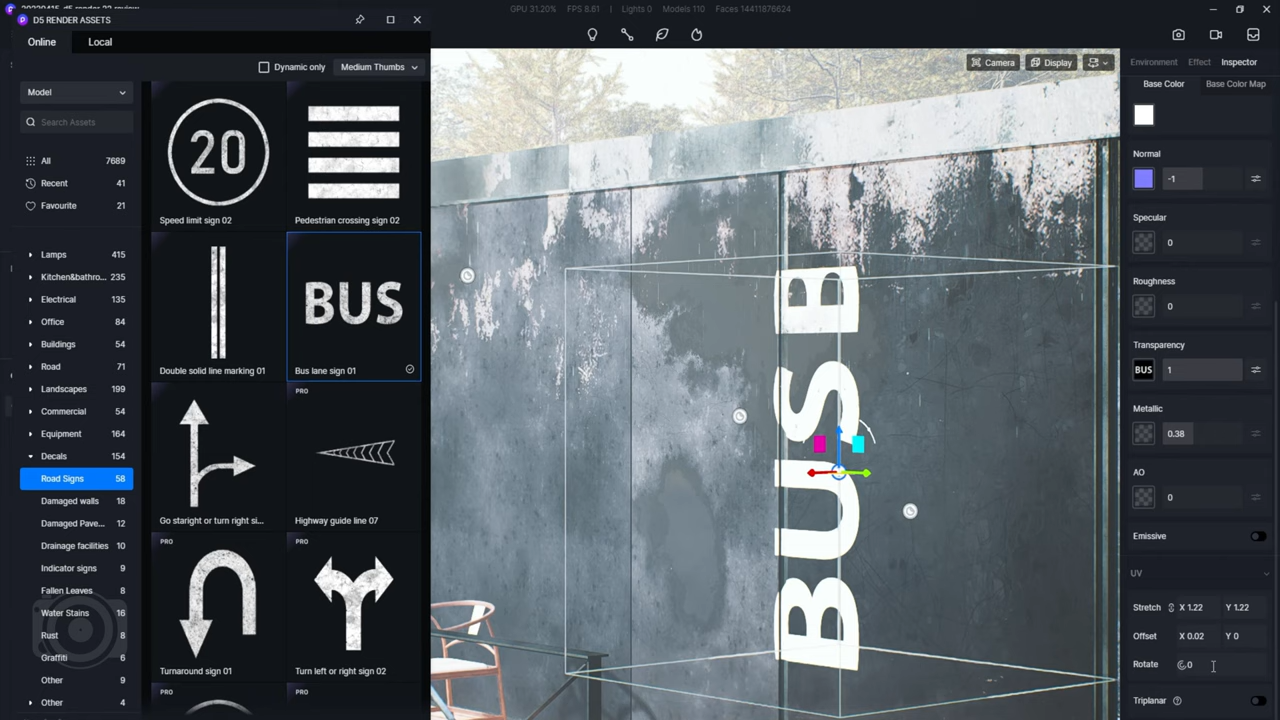 GPU 31.20% FPS 8.61 Lights 0 Models 110 Faces 14411876624
D5 RENDER ASSETS
Online Local
Dynamic only Medium Thumbs
Model
Search Assets
All 7689
Recent 41
Favourite 21
Lamps 415
Kitchen&bathro... 235
Electrical 135
Office 84
Buildings 54
Road 71
Landscapes 199
Commercial 54
Equipment 164
Decals 154
Road Signs 58
Damaged walls 18
Damaged Pave... 12
Drainage facilities 10
Indicator signs 9
Fallen Leaves 8
Water Stains 16
Rust 8
Graffiti 6
Other 9
Other 4
20
Speed limit sign 02
Pedestrian crossing sign 02
Double solid line marking 01
BUS
Bus lane sign 01
Go staright or turn right si...
PRO
Highway guide line 07
PRO
Turnaround sign 01
PRO
Turn left or right sign 02
PRO
PRO
Camera Display
BUSB
Environment Effect Inspector
Base Color Base Color Map
Normal
-1
Specular
0
Roughness
0
Transparency
BUS 1
Metallic
0.38
AO
0
Emissive
UV
Stretch X 1.22 Y 1.22
Offset X 0.02 Y 0
Rotate 0
Triplanar